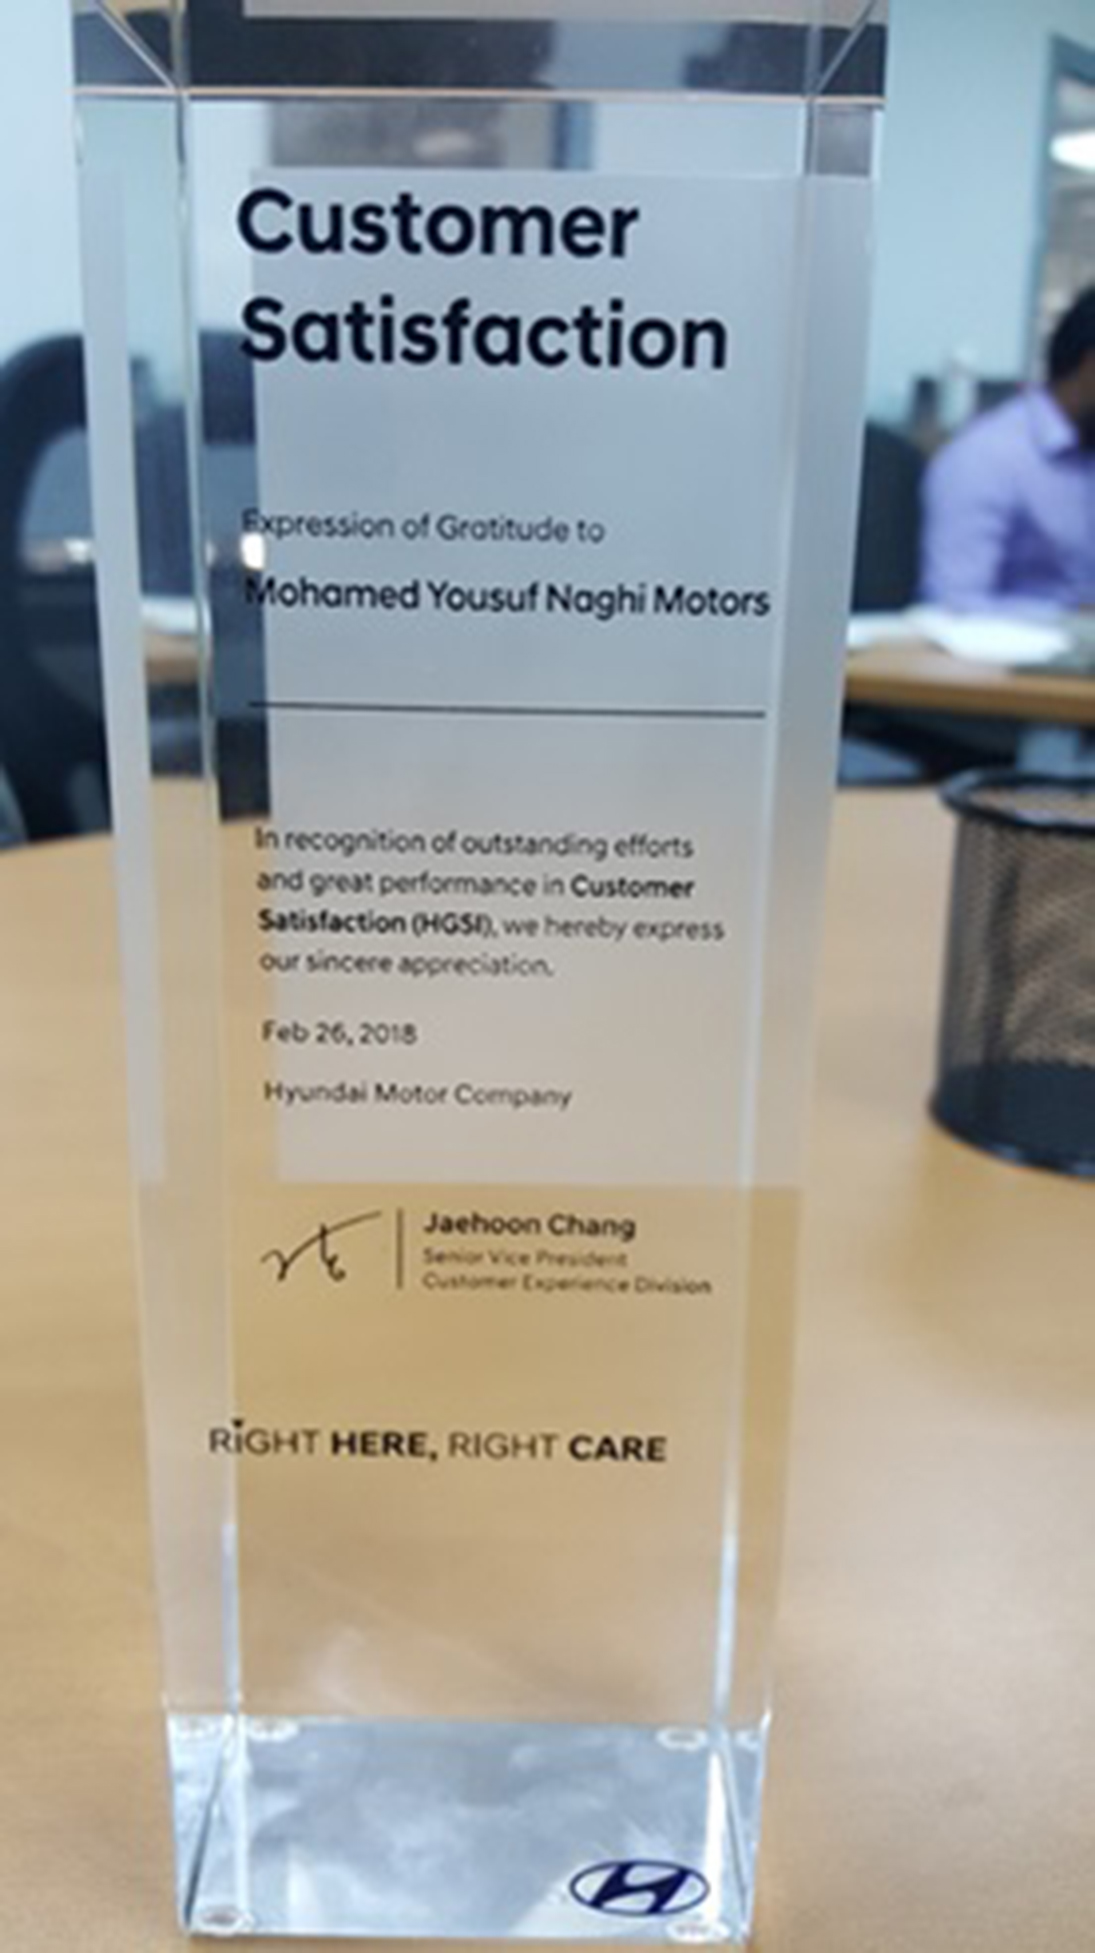 Customer
Satisfaction
Expression of Gratitude to
Mohamed Yousuf Naghi Motors
In recognition of outstanding efforts
and great performance in Customer
Satisfaction (HGSI), we hereby express
our sincere appreciation.
Feb 26, 2018
Hyundai Motor Company
Jaehoon Chang
Senior Vice President
Customer Experience Division
RIGHT HERE, RIGHT CARE